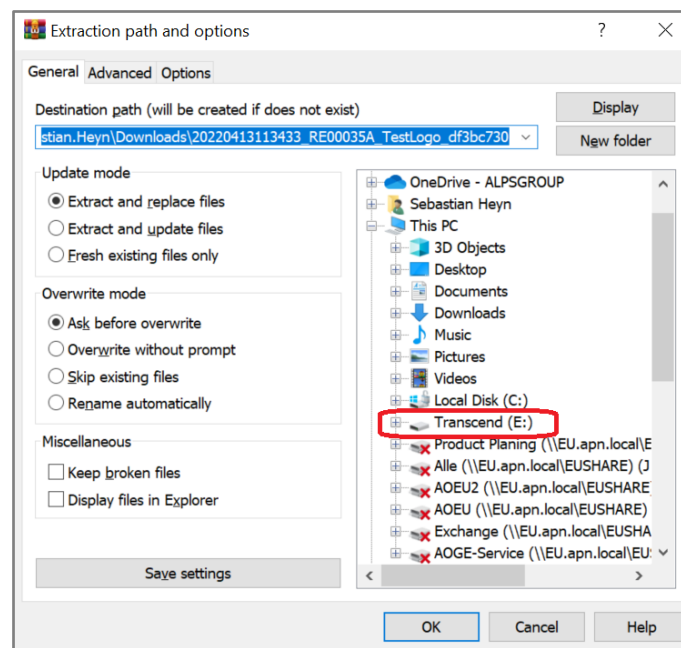 Extraction path and options
General Advanced Options
Destination path (will be created if does not exist)
Display
stian.Heyn\Downloads\20220413113433_RE00035A_TestLogo_df3bc730
New folder
Update mode
Extract and replace files
Extract and update files
Fresh existing files only
Overwrite mode
Ask before overwrite
Overwrite without prompt
Skip existing files
Rename automatically
Miscellaneous
Keep broken files
Display files in Explorer
Save settings
OneDrive - ALPSGROUP
Sebastian Heyn
This PC
3D Objects
Desktop
Documents
Downloads
Music
Pictures
Videos
Local Disk (C:)
Transcend (E:)
Product Planing (\\EU.apn.local\E
Alle (\\EU.apn.local\EUSHARE) (J
AOEU2 (\\EU.apn.local\EUSHARE
AOEU (\\EU.apn.local\EUSHARE)
Exchange (\\EU.apn.local\EUSHA
AOGE-Service (\\EU.apn.local\EU
OK Cancel Help